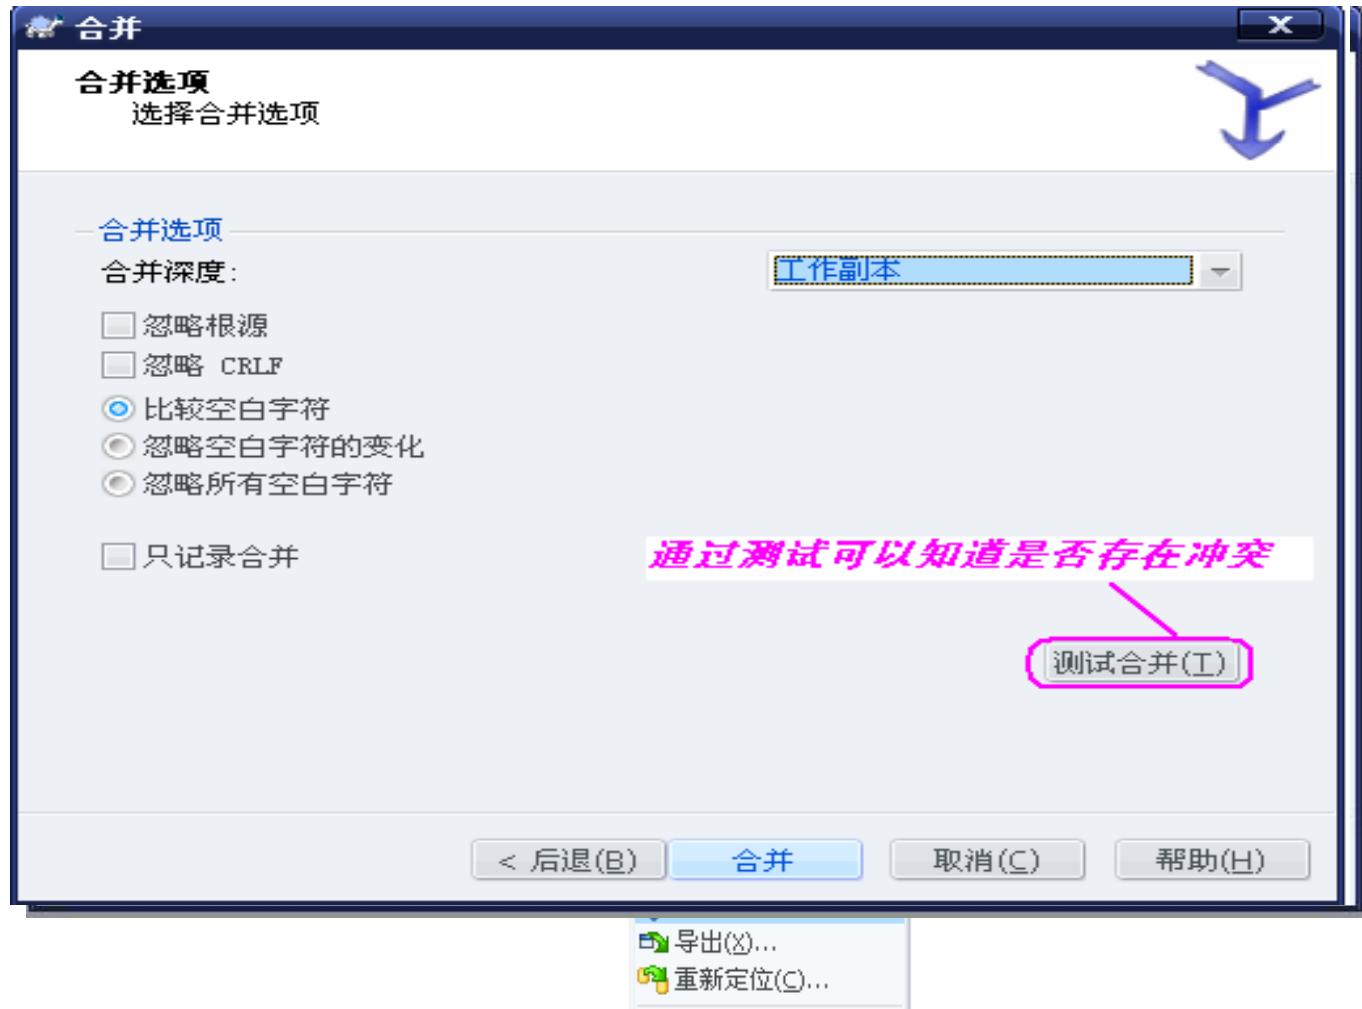 合并
合并选项
选择合并选项
合并选项
合并深度:
工作副本
忽略根源
忽略 CRLF
比较空白字符
忽略空白字符的变化
忽略所有空白字符
只记录合并
通过测试可以知道是否存在冲突
测试合并(T)
< 后退(B)
合并
取消(C)
帮助(H)
导出(X)...
重新定位(C)...